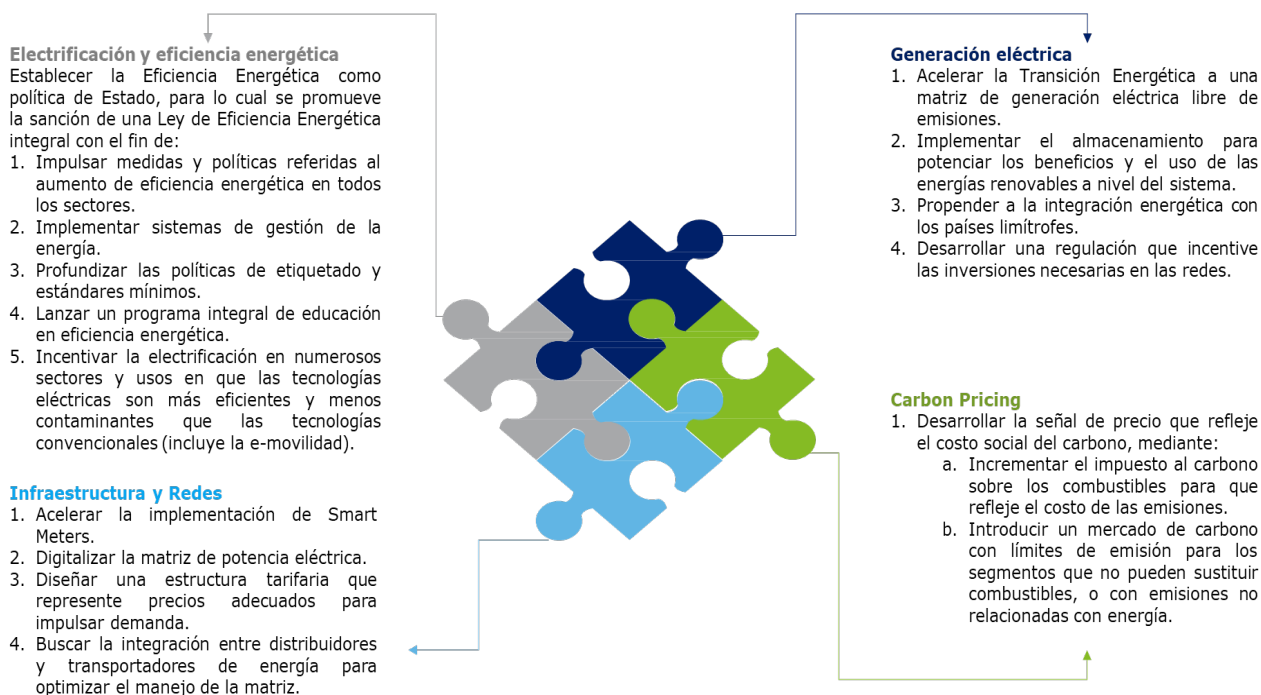 Electrificación y eficiencia energética
Establecer la Eficiencia Energética como
política de Estado, para lo cual se promueve
la sanción de una Ley de Eficiencia Energética
integral con el fin de:
1. Impulsar medidas y políticas referidas al
aumento de eficiencia energética en todos
los sectores.
2. Implementar sistemas de gestión de la
energía.
3. Profundizar las políticas de etiquetado y
estándares mínimos.
4. Lanzar un programa integral de educación
en eficiencia energética.
5. Incentivar la electrificación en numerosos
sectores y usos en que las tecnologías
eléctricas son más eficientes y menos
contaminantes que las tecnologías
convencionales (incluye la e-movilidad).
Infraestructura y Redes
1. Acelerar la implementación de Smart
Meters.
2. Digitalizar la matriz de potencia eléctrica.
3. Diseñar una estructura tarifaria que
represente precios adecuados para
impulsar demanda.
4. Buscar la integración entre distribuidores
y transportadores de energía para
optimizar el manejo de la matriz.
Generación eléctrica
1. Acelerar la Transición Energética a una
matriz de generación eléctrica libre de
emisiones.
2. Implementar el almacenamiento para
potenciar los beneficios y el uso de las
energías renovables a nivel del sistema.
3. Propender a la integración energética con
los países limítrofes.
4. Desarrollar una regulación que incentive
las inversiones necesarias en las redes.
Carbon Pricing
1. Desarrollar la señal de precio que refleje
el costo social del carbono, mediante:
a. Incrementar el impuesto al carbono
sobre los combustibles para que
refleje el costo de las emisiones.
b. Introducir un mercado de carbono
con límites de emisión para los
segmentos que no pueden sustituir
combustibles, o con emisiones no
relacionadas con energía.